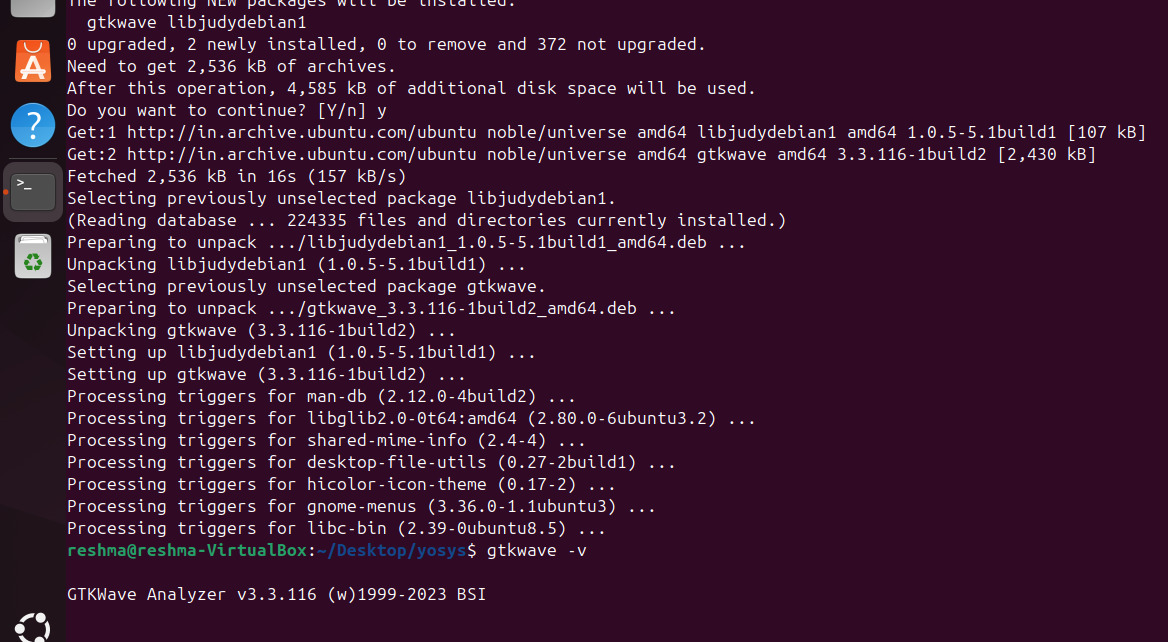 The following NEW packages will be installed:
  gtkwave libjudydebian1
0 upgraded, 2 newly installed, 0 to remove and 372 not upgraded.
Need to get 2,536 kB of archives.
After this operation, 4,585 kB of additional disk space will be used.
Do you want to continue? [Y/n] y
Get:1 http://in.archive.ubuntu.com/ubuntu noble/universe amd64 libjudydebian1 amd64 1.0.5-5.1build1 [107 kB]
Get:2 http://in.archive.ubuntu.com/ubuntu noble/universe amd64 gtkwave amd64 3.3.116-1build2 [2,430 kB]
Fetched 2,536 kB in 16s (157 kB/s)
Selecting previously unselected package libjudydebian1.
(Reading database ... 224335 files and directories currently installed.)
Preparing to unpack .../libjudydebian1_1.0.5-5.1build1_amd64.deb ...
Unpacking libjudydebian1 (1.0.5-5.1build1) ...
Selecting previously unselected package gtkwave.
Preparing to unpack .../gtkwave_3.3.116-1build2_amd64.deb ...
Unpacking gtkwave (3.3.116-1build2) ...
Setting up libjudydebian1 (1.0.5-5.1build1) ...
Setting up gtkwave (3.3.116-1build2) ...
Processing triggers for man-db (2.12.0-4build2) ...
Processing triggers for libglib2.0-0t64:amd64 (2.80.0-6ubuntu3.2) ...
Processing triggers for shared-mime-info (2.4-4) ...
Processing triggers for desktop-file-utils (0.27-2build1) ...
Processing triggers for hicolor-icon-theme (0.17-2) ...
Processing triggers for gnome-menus (3.36.0-1.1ubuntu3) ...
Processing triggers for libc-bin (2.39-0ubuntu8.5) ...
reshma@reshma-VirtualBox:~/Desktop/yosys$ gtkwave -v
GTKWave Analyzer v3.3.116 (w)1999-2023 BSI